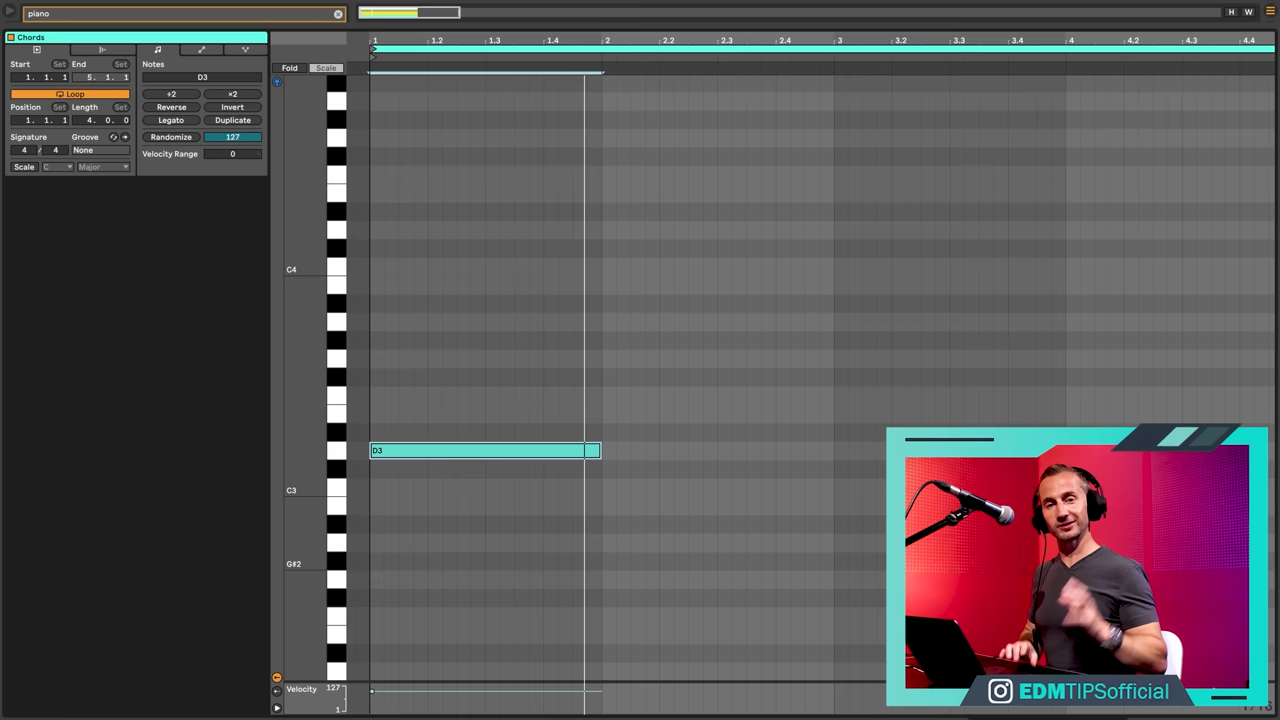 piano
H W
Chords
1 1.2 1.3 1.4 2 2.2 2.3 2.4 3 3.2 3.3 3.4 4 4.2 4.3 4.4
Start Set End Set
1. 1. 1 5. 1. 1
Loop
Position Set Length Set
1. 1. 1 4. 0. 0
Signature Groove
4 / 4 None
Scale C Major
Notes
D3
+2 ×2
Reverse Invert
Legato Duplicate
Randomize 127
Velocity Range 0
Fold Scale
C4
D3
C3
G#2
Velocity 127
1
EDMTIPSofficial
1/16